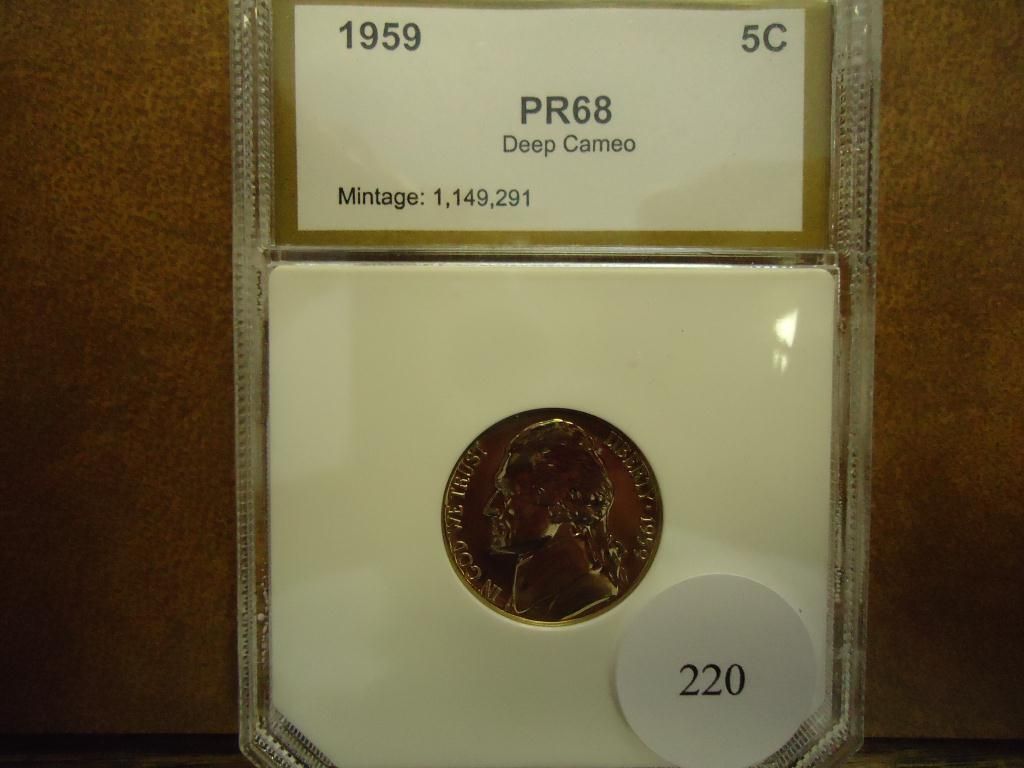 1959 5C
PR68
Deep Cameo
Mintage: 1,149,291
IN GOD WE TRUST
LIBERTY · 1959
220